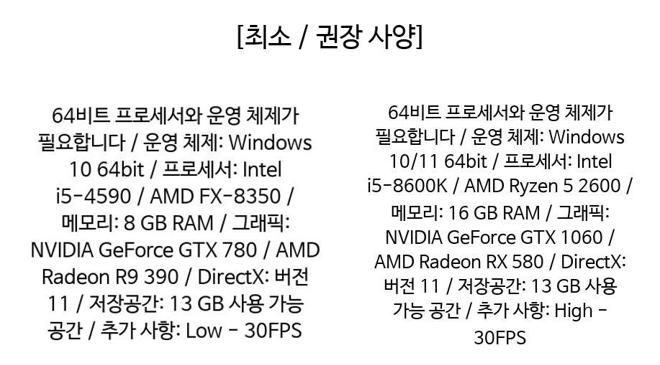 [최소 / 권장 사양]
64비트 프로세서와 운영 체제가
필요합니다 / 운영 체제: Windows
10 64bit / 프로세서: Intel
i5-4590 / AMD FX-8350 /
메모리: 8 GB RAM / 그래픽:
NVIDIA GeForce GTX 780 / AMD
Radeon R9 390 / DirectX: 버전
11 / 저장공간: 13 GB 사용 가능
공간 / 추가 사항: Low - 30FPS
64비트 프로세서와 운영 체제가
필요합니다 / 운영 체제: Windows
10/11 64bit / 프로세서: Intel
i5-8600K / AMD Ryzen 5 2600 /
메모리: 16 GB RAM / 그래픽:
NVIDIA GeForce GTX 1060 /
AMD Radeon RX 580 / DirectX:
버전 11 / 저장공간: 13 GB 사용
가능 공간 / 추가 사항: High -
30FPS